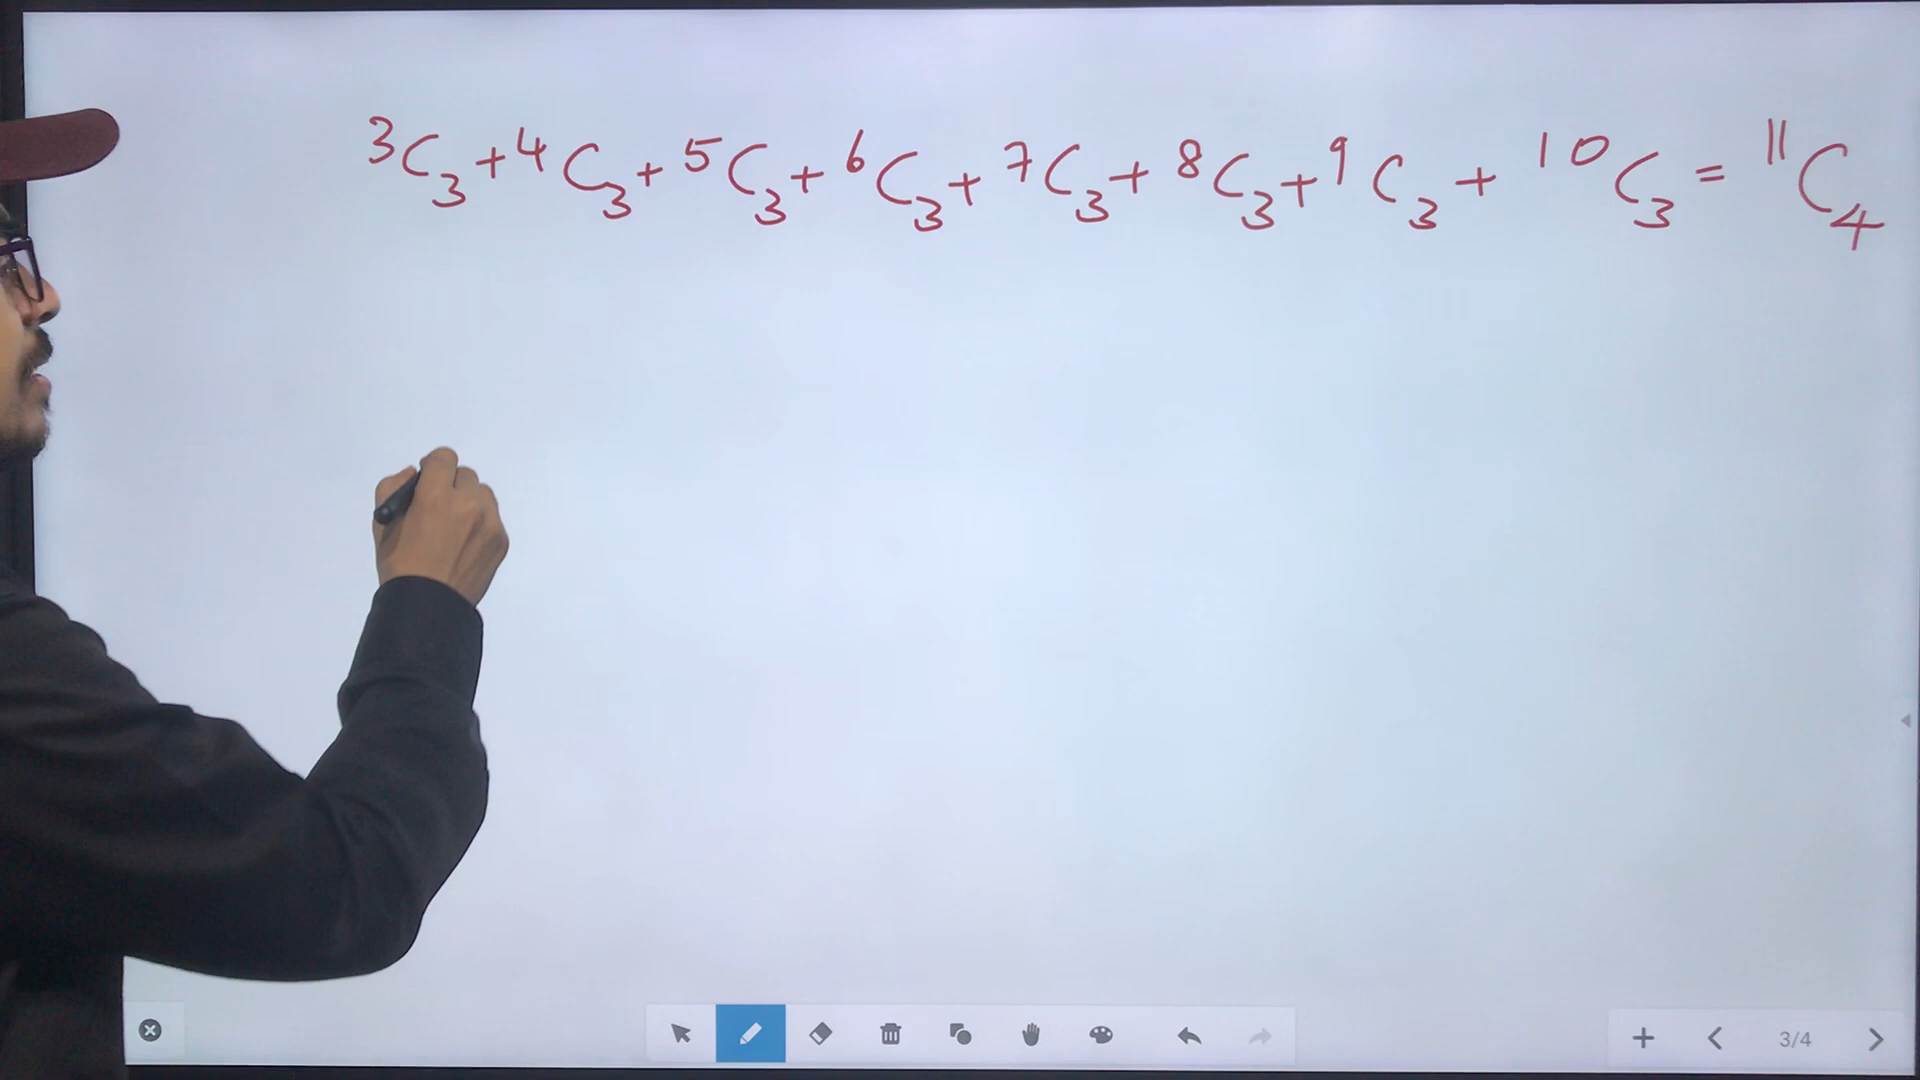 ³C₃ + ⁴C₃ + ⁵C₃ + ⁶C₃ + ⁷C₃ + ⁸C₃ + ⁹C₃ + ¹⁰C₃ = ¹¹C₄
3/4